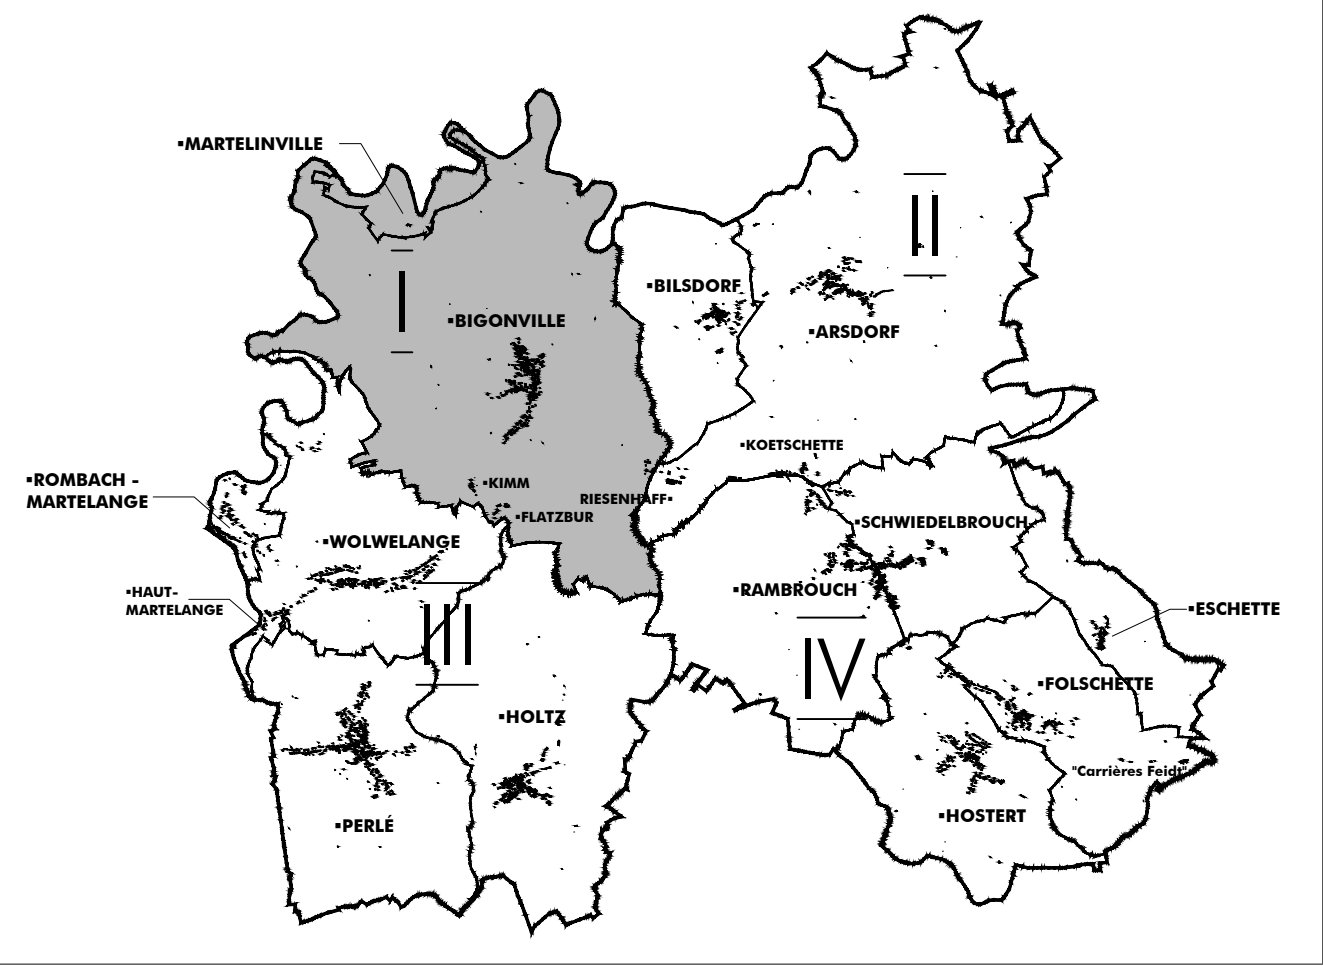 ▪MARTELINVILLE
II
I
▪BILSDORF
▪BIGONVILLE
▪ARSDORF
▪KOETSCHETTE
▪ROMBACH -
MARTELANGE
▪KIMM
RIESENHAFF▪
▪FLATZBUR
▪SCHWIEDELBROUCH
▪WOLWELANGE
▪HAUT-
MARTELANGE
▪RAMBROUCH
▪ESCHETTE
III
IV
▪FOLSCHETTE
▪HOLTZ
"Carrières Feidt"
▪HOSTERT
▪PERLÉ